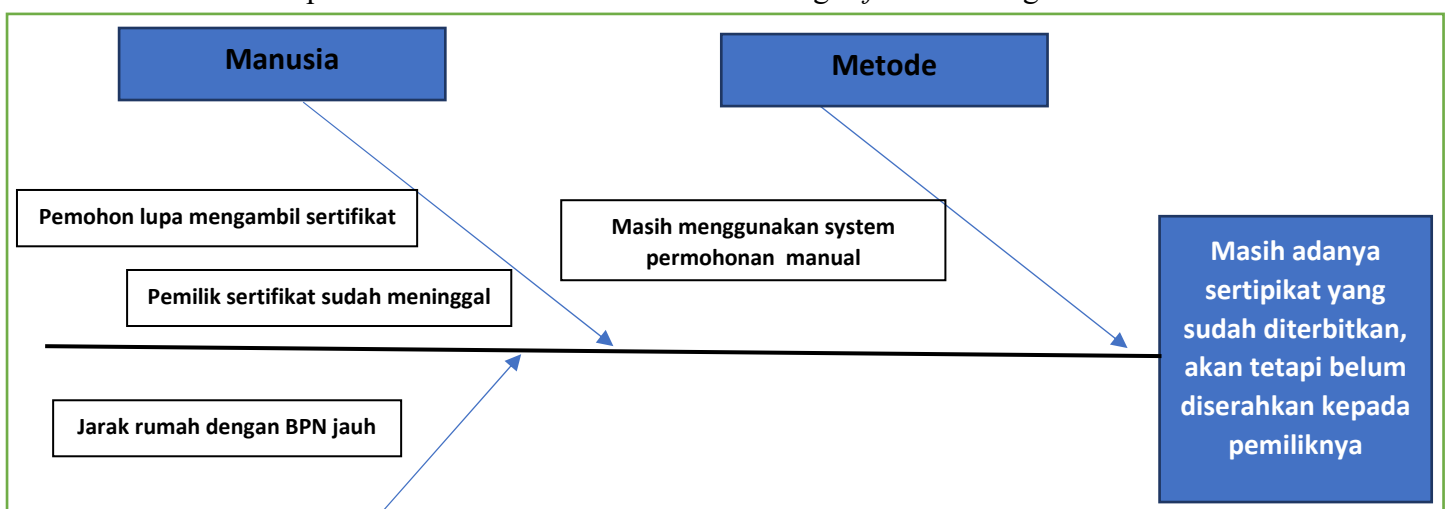 Manusia
Metode
Pemohon lupa mengambil sertifikat
Masih menggunakan system
permohonan manual
Pemilik sertifikat sudah meninggal
Jarak rumah dengan BPN jauh
Masih adanya
sertipikat yang
sudah diterbitkan,
akan tetapi belum
diserahkan kepada
pemiliknya